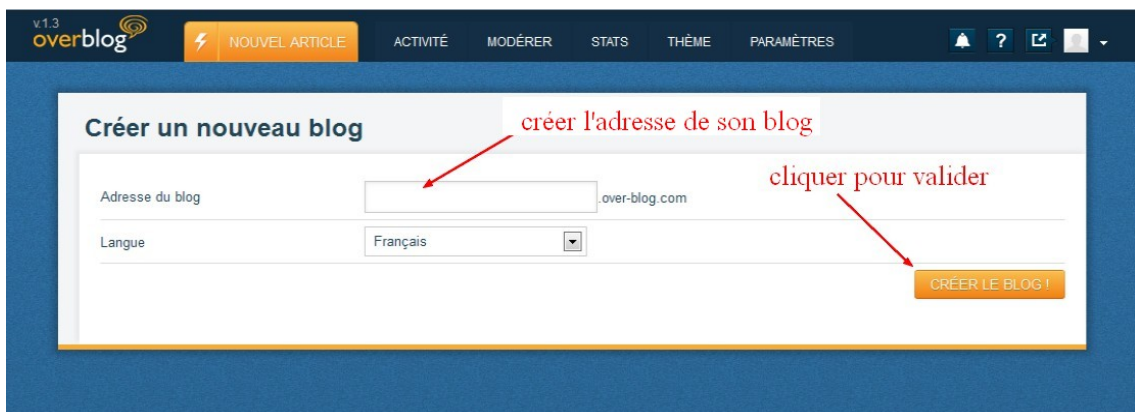 v.1.3
overblog
NOUVEL ARTICLE ACTIVITÉ MODÉRER STATS THÈME PARAMÈTRES ?
Créer un nouveau blog
créer l'adresse de son blog
cliquer pour valider
Adresse du blog .over-blog.com
Langue Français
CRÉER LE BLOG !